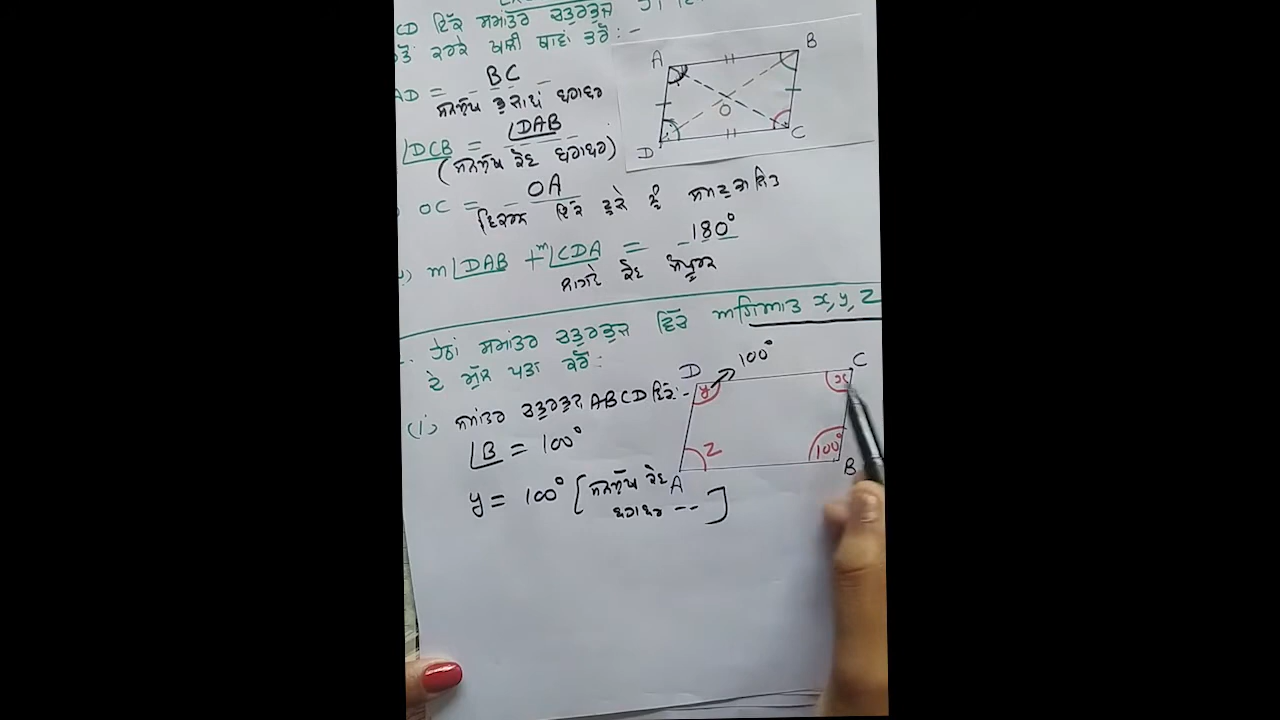 CD ਇੱਕ ਸਮਾਂਤਰ ਚਤੁਰਭੁਜ
ਕਰਕੇ ਖਾਲੀ ਥਾਵਾਂ ਭਰੋ :-
AD = BC
ਸਨਮੁੱਖ ਭੁਜਾਵਾਂ ਬਰਾਬਰ
∠DCB = ∠DAB
(ਸਨਮੁੱਖ ਕੋਣ ਬਰਾਬਰ)
OC = OA
ਵਿਕਰਨ ਇੱਕ ਦੂਜੇ ਨੂੰ ਸਮਦੁਭਾਜਿਤ
m∠DAB + m∠CDA = 180°
ਲਾਗਵੇਂ ਕੋਣ ਸੰਪੂਰਕ
A B
O
D C
ਹੇਠਾਂ ਸਮਾਂਤਰ ਚਤੁਰਭੁਜ ਵਿੱਚ ਅਗਿਆਤ x, y, z
ਦੇ ਮੁੱਲ ਪਤਾ ਕਰੋ:
(i) ਸਮਾਂਤਰ ਚਤੁਰਭੁਜ ABCD ਵਿੱਚ:-
∠B = 100°
y = 100° [ਸਨਮੁੱਖ ਕੋਣ
ਬਰਾਬਰ --]
D 100° C
y x
z 100°
A B